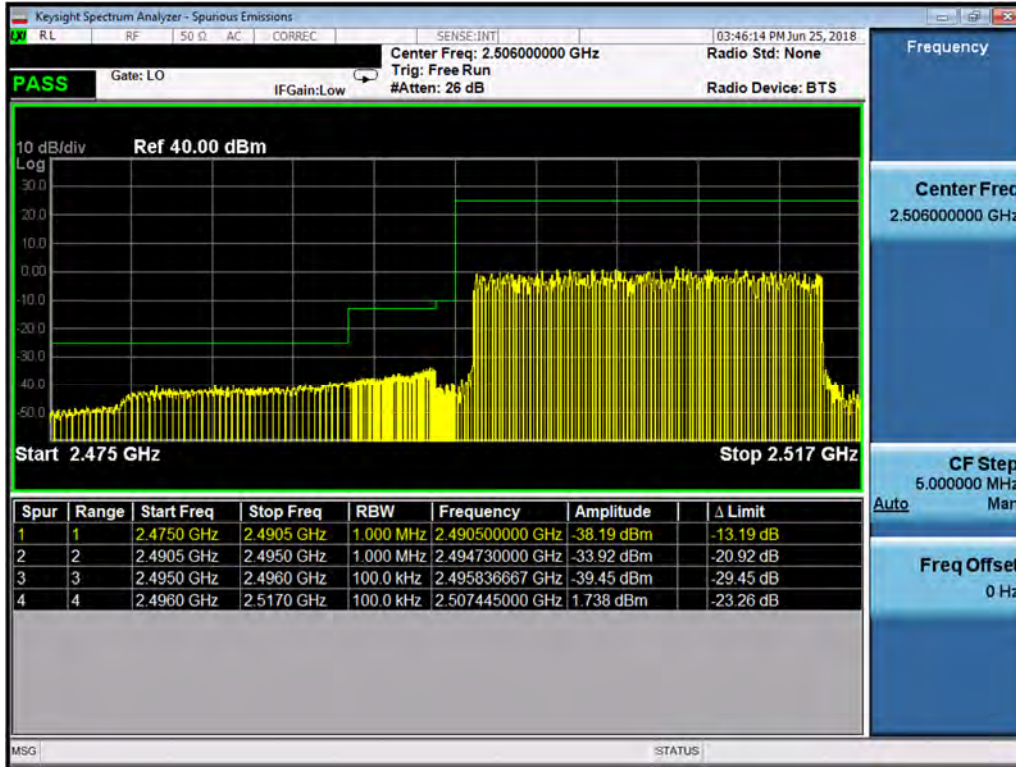 Keysight Spectrum Analyzer - Spurious Emissions
LXI RL RF 50 Ω AC CORREC SENSE:INT 03:46:14 PM Jun 25, 2018
Center Freq: 2.506000000 GHz Radio Std: None
PASS Gate: LO Trig: Free Run
IFGain:Low #Atten: 26 dB Radio Device: BTS
Frequency
10 dB/div Ref 40.00 dBm
Log
30.0
20.0
10.0
0.00
-10.0
-20.0
-30.0
-40.0
-50.0
Start 2.475 GHz Stop 2.517 GHz
Center Freq
2.506000000 GHz
CF Step
5.000000 MHz
Auto Man
Freq Offset
0 Hz
Spur Range Start Freq Stop Freq RBW Frequency Amplitude Δ Limit
1 1 2.4750 GHz 2.4905 GHz 1.000 MHz 2.490500000 GHz -38.19 dBm -13.19 dB
2 2 2.4905 GHz 2.4950 GHz 1.000 MHz 2.494730000 GHz -33.92 dBm -20.92 dB
3 3 2.4950 GHz 2.4960 GHz 100.0 kHz 2.495836667 GHz -39.45 dBm -29.45 dB
4 4 2.4960 GHz 2.5170 GHz 100.0 kHz 2.507445000 GHz 1.738 dBm -23.26 dB
MSG STATUS